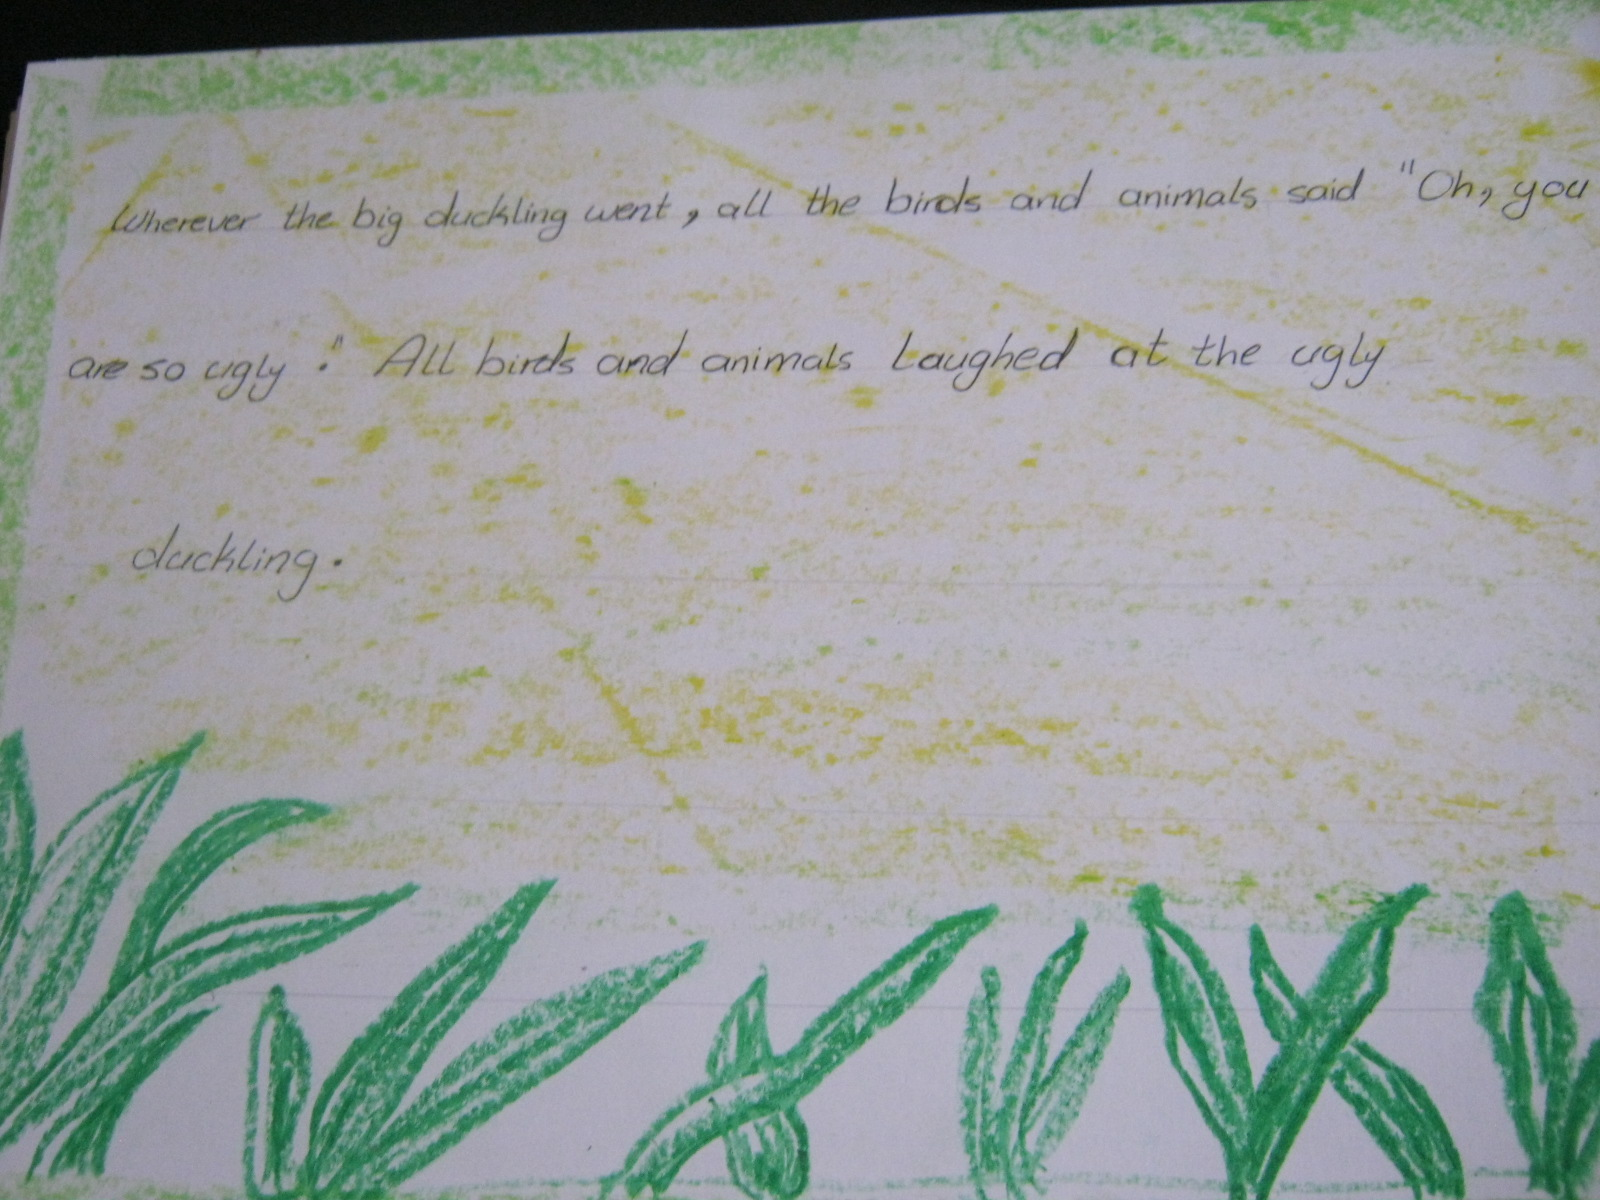 Wherever the big duckling went, all the birds and animals said "Oh, you
are so ugly." All birds and animals Laughed at the ugly
duckling.